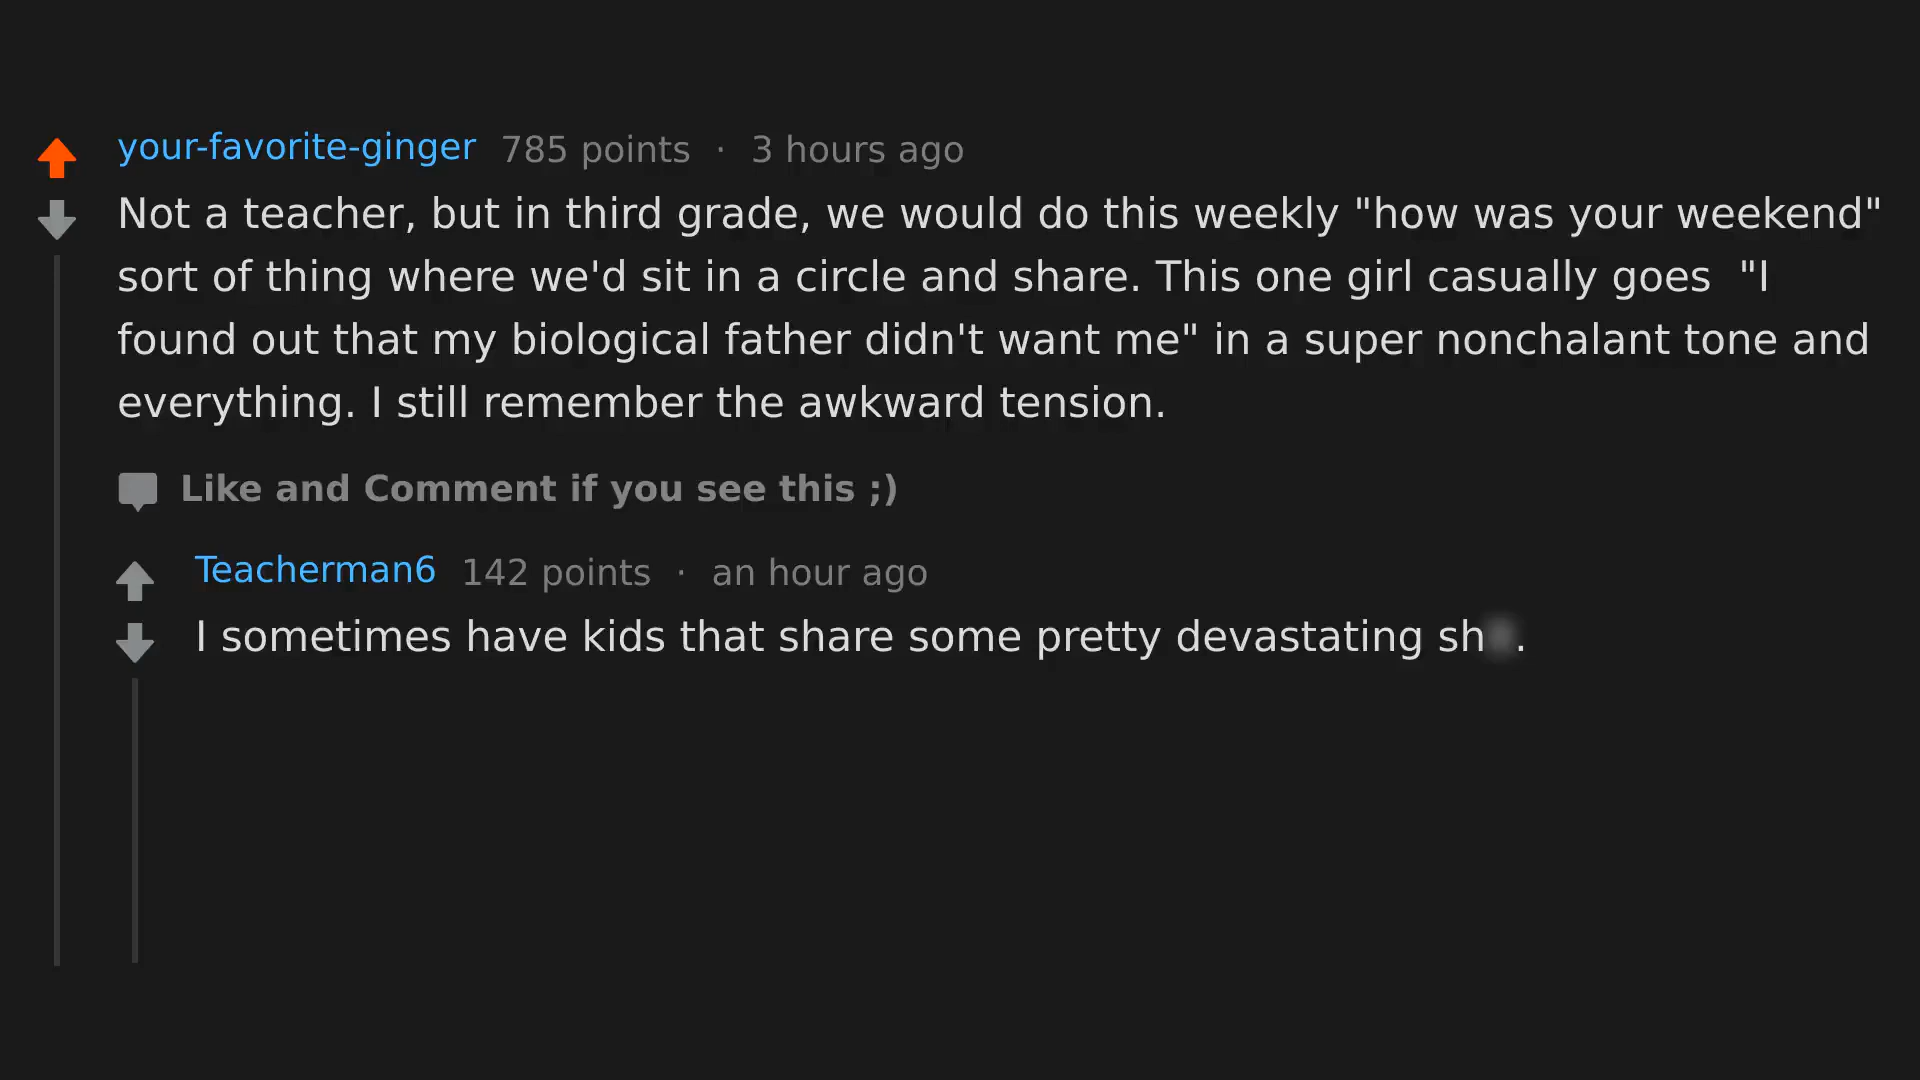 your-favorite-ginger 785 points · 3 hours ago
Not a teacher, but in third grade, we would do this weekly "how was your weekend"
sort of thing where we'd sit in a circle and share. This one girl casually goes  "I
found out that my biological father didn't want me" in a super nonchalant tone and
everything. I still remember the awkward tension.
Like and Comment if you see this ;)
Teacherman6 142 points · an hour ago
I sometimes have kids that share some pretty devastating